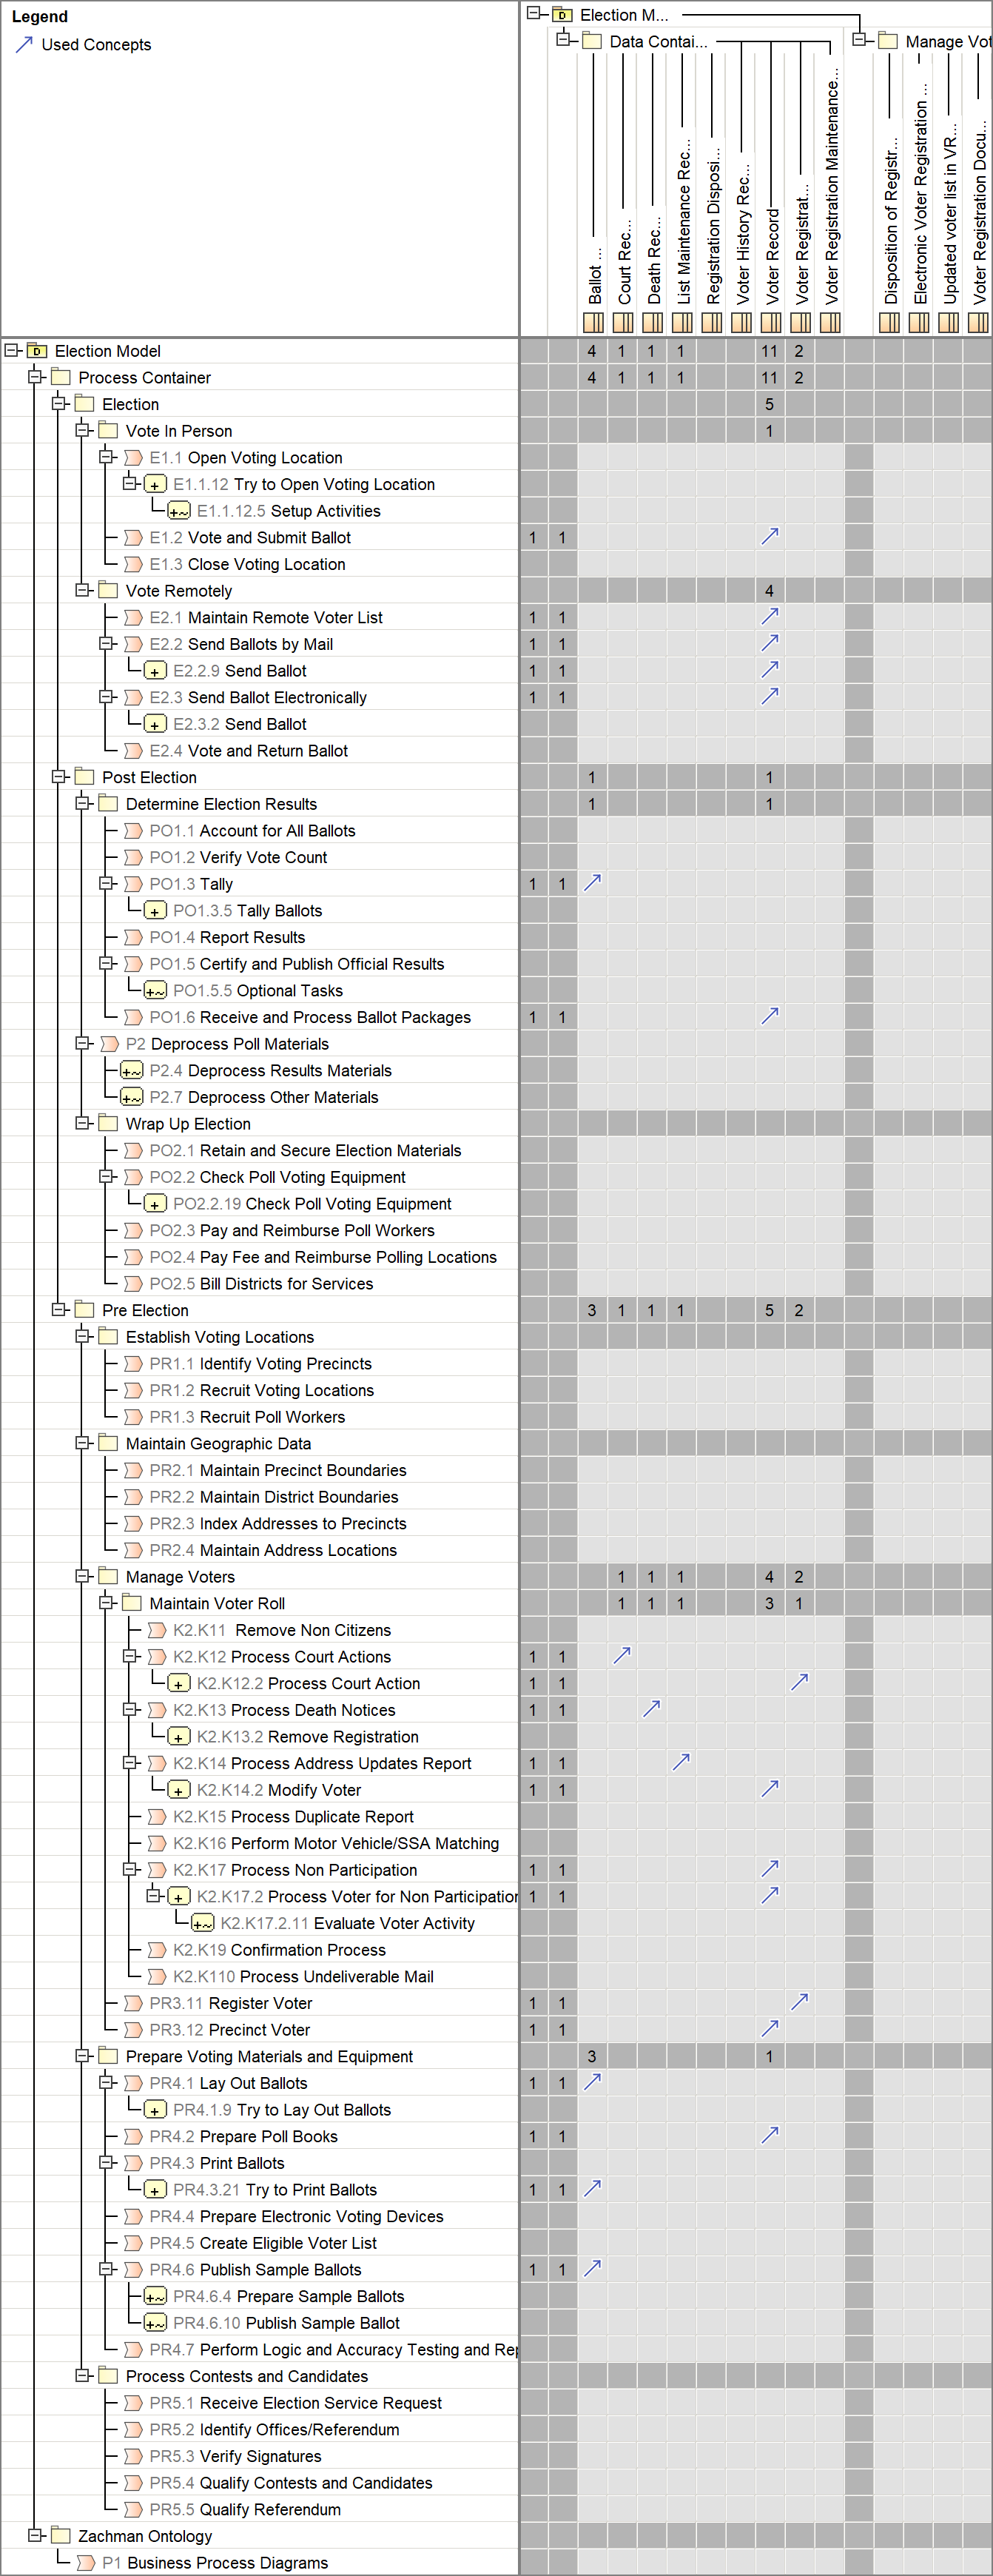 Legend
Used Concepts
Election M...
Data Contai...
Manage Vot
Ballot ...
Court Rec...
Death Rec...
List Maintenance Rec...
Registration Disposi...
Voter History Rec...
Voter Record
Voter Registrat...
Voter Registration Maintenance...
Disposition of Registr...
Electronic Voter Registration ...
Updated voter list in VR...
Voter Registration Docu...
Election Model 4 1 1 1 11 2
Process Container 4 1 1 1 11 2
Election 5
Vote In Person 1
E1.1 Open Voting Location
E1.1.12 Try to Open Voting Location
E1.1.12.5 Setup Activities
E1.2 Vote and Submit Ballot 1 1
E1.3 Close Voting Location
Vote Remotely 4
E2.1 Maintain Remote Voter List 1 1
E2.2 Send Ballots by Mail 1 1
E2.2.9 Send Ballot 1 1
E2.3 Send Ballot Electronically 1 1
E2.3.2 Send Ballot
E2.4 Vote and Return Ballot
Post Election 1 1
Determine Election Results 1 1
PO1.1 Account for All Ballots
PO1.2 Verify Vote Count
PO1.3 Tally 1 1
PO1.3.5 Tally Ballots
PO1.4 Report Results
PO1.5 Certify and Publish Official Results
PO1.5.5 Optional Tasks
PO1.6 Receive and Process Ballot Packages 1 1
P2 Deprocess Poll Materials
P2.4 Deprocess Results Materials
P2.7 Deprocess Other Materials
Wrap Up Election
PO2.1 Retain and Secure Election Materials
PO2.2 Check Poll Voting Equipment
PO2.2.19 Check Poll Voting Equipment
PO2.3 Pay and Reimburse Poll Workers
PO2.4 Pay Fee and Reimburse Polling Locations
PO2.5 Bill Districts for Services
Pre Election 3 1 1 1 5 2
Establish Voting Locations
PR1.1 Identify Voting Precincts
PR1.2 Recruit Voting Locations
PR1.3 Recruit Poll Workers
Maintain Geographic Data
PR2.1 Maintain Precinct Boundaries
PR2.2 Maintain District Boundaries
PR2.3 Index Addresses to Precincts
PR2.4 Maintain Address Locations
Manage Voters 1 1 1 4 2
Maintain Voter Roll 1 1 1 3 1
K2.K11 Remove Non Citizens
K2.K12 Process Court Actions 1 1
K2.K12.2 Process Court Action 1 1
K2.K13 Process Death Notices 1 1
K2.K13.2 Remove Registration
K2.K14 Process Address Updates Report 1 1
K2.K14.2 Modify Voter 1 1
K2.K15 Process Duplicate Report
K2.K16 Perform Motor Vehicle/SSA Matching
K2.K17 Process Non Participation 1 1
K2.K17.2 Process Voter for Non Participation 1 1
K2.K17.2.11 Evaluate Voter Activity
K2.K19 Confirmation Process
K2.K110 Process Undeliverable Mail
PR3.11 Register Voter 1 1
PR3.12 Precinct Voter 1 1
Prepare Voting Materials and Equipment 3 1
PR4.1 Lay Out Ballots 1 1
PR4.1.9 Try to Lay Out Ballots
PR4.2 Prepare Poll Books 1 1
PR4.3 Print Ballots
PR4.3.21 Try to Print Ballots 1 1
PR4.4 Prepare Electronic Voting Devices
PR4.5 Create Eligible Voter List
PR4.6 Publish Sample Ballots 1 1
PR4.6.4 Prepare Sample Ballots
PR4.6.10 Publish Sample Ballot
PR4.7 Perform Logic and Accuracy Testing and Rep
Process Contests and Candidates
PR5.1 Receive Election Service Request
PR5.2 Identify Offices/Referendum
PR5.3 Verify Signatures
PR5.4 Qualify Contests and Candidates
PR5.5 Qualify Referendum
Zachman Ontology
P1 Business Process Diagrams